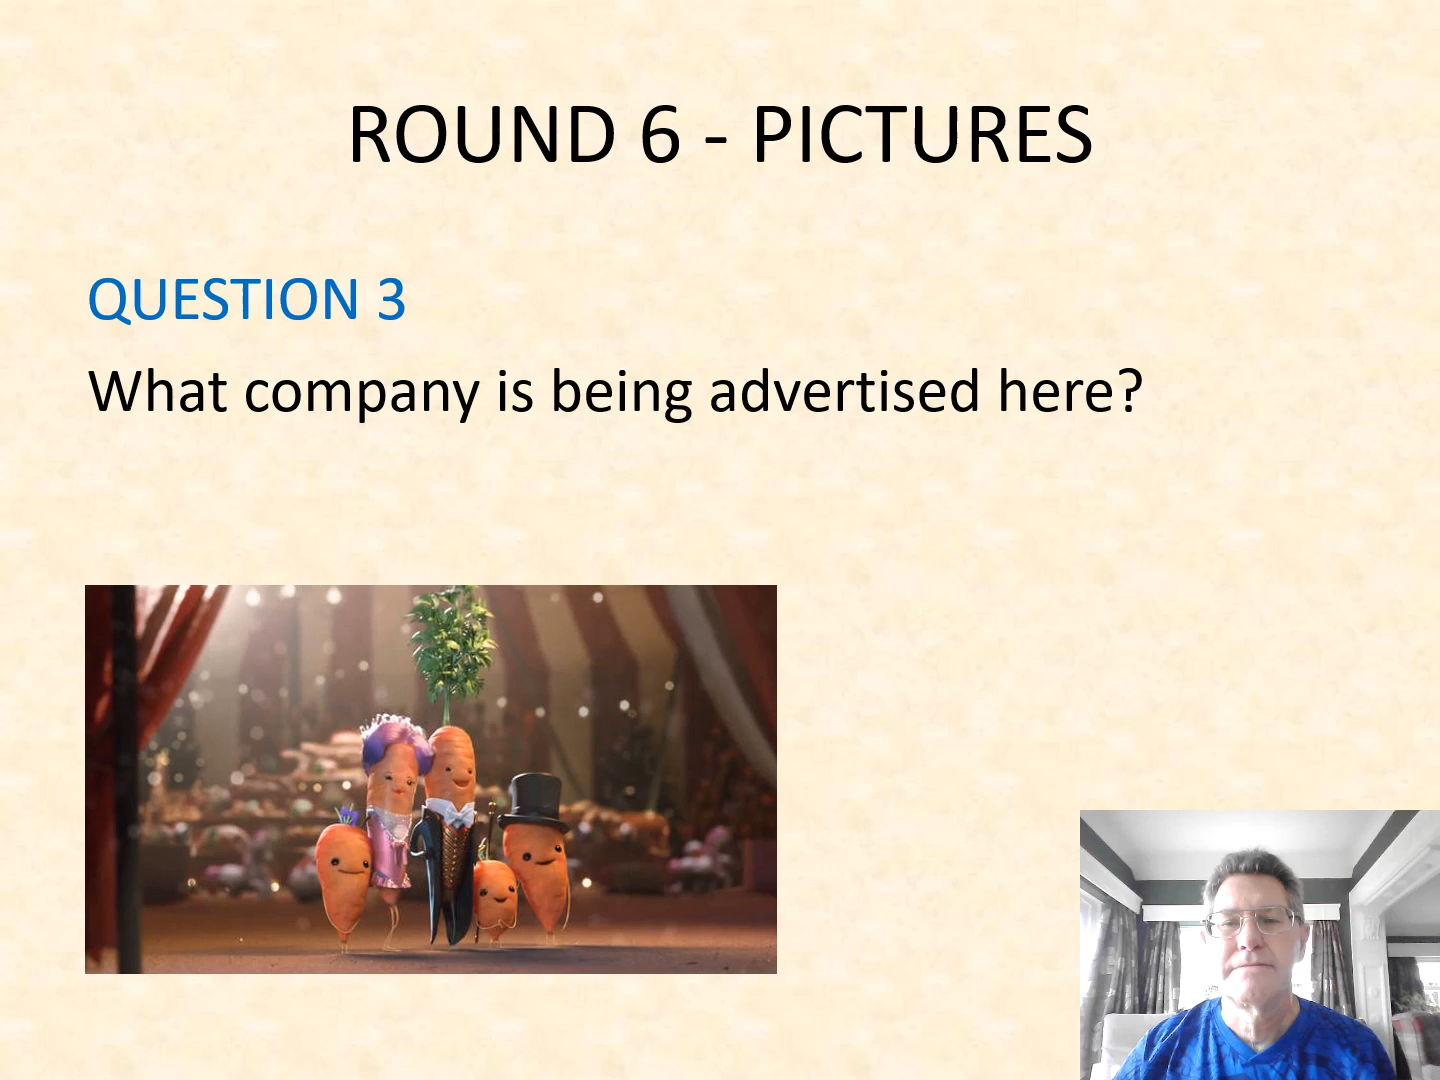 ROUND 6 - PICTURES
QUESTION 3
What company is being advertised here?